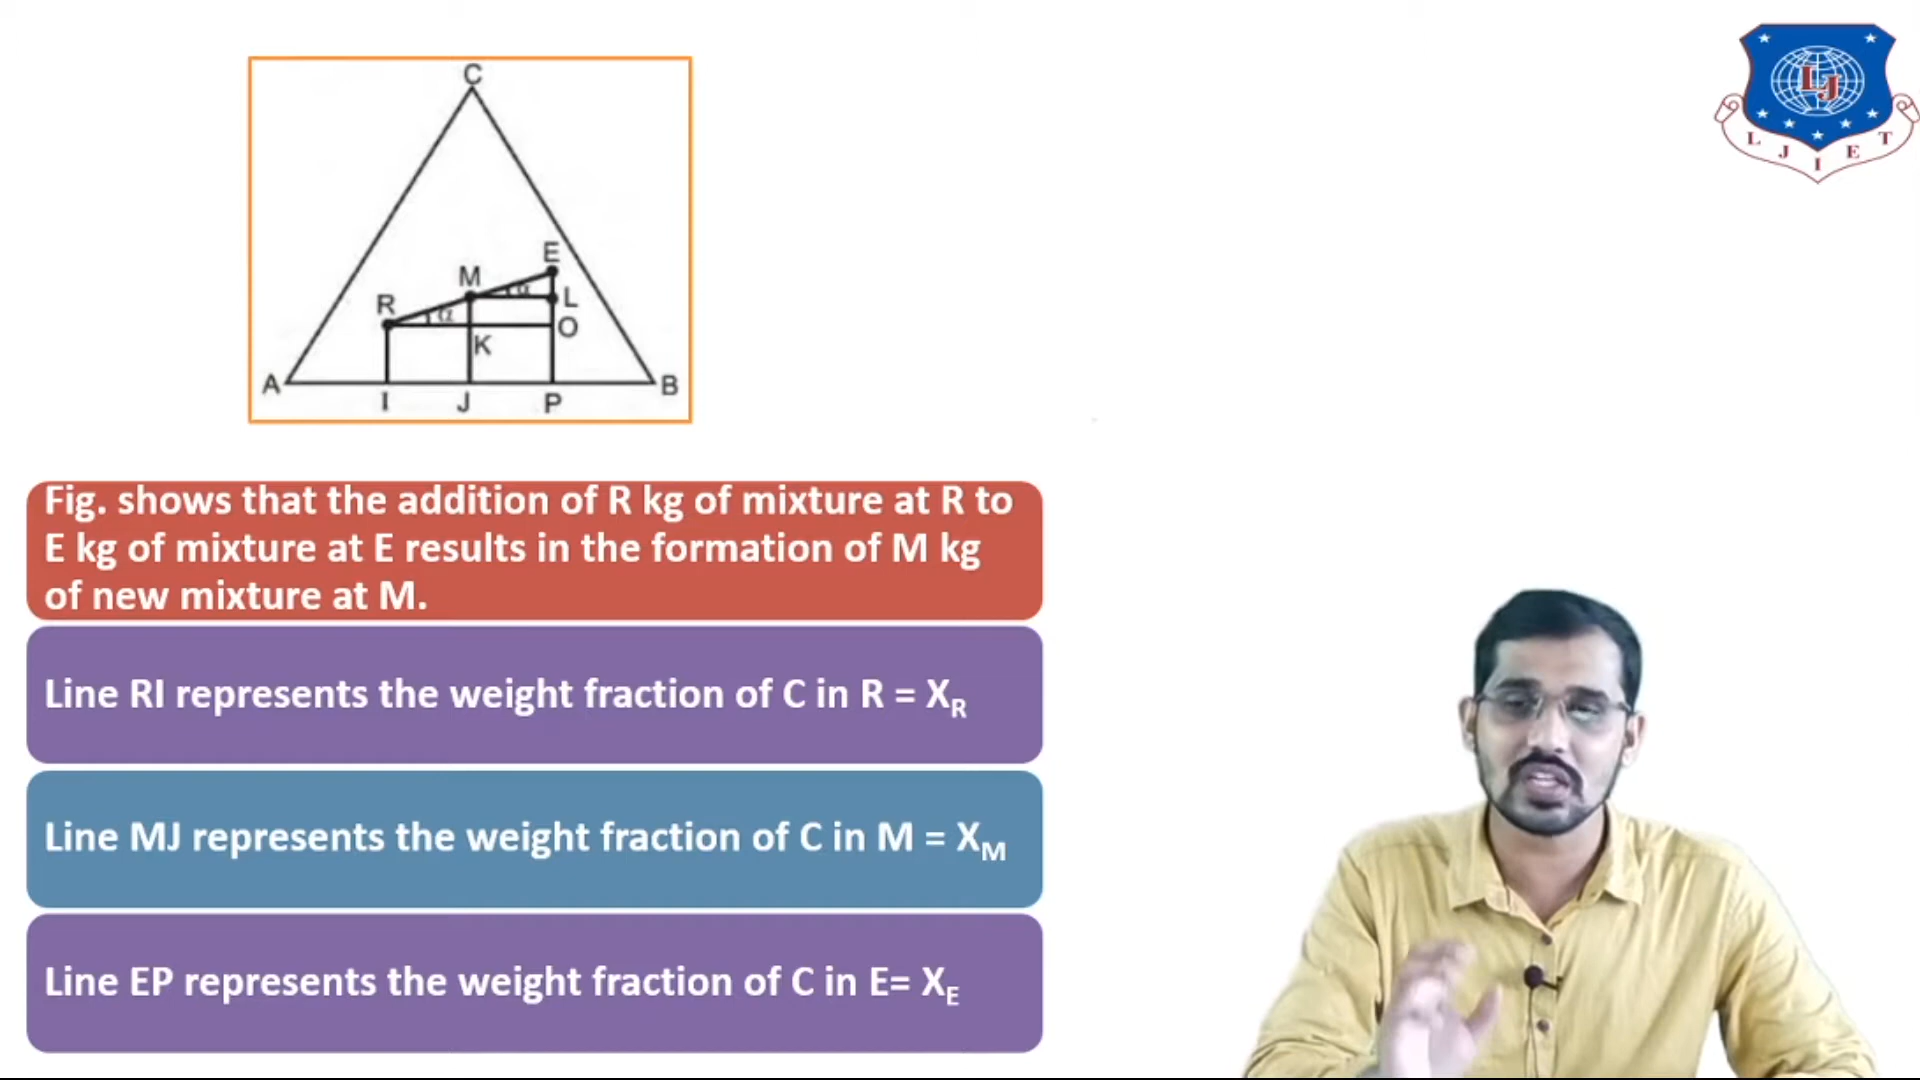 C
E
M
α
L
R
α
O
K
A
B
I
J
P
LJ
L J I E T
Fig. shows that the addition of R kg of mixture at R to
E kg of mixture at E results in the formation of M kg
of new mixture at M.
Line RI represents the weight fraction of C in R = XR
Line MJ represents the weight fraction of C in M = XM
Line EP represents the weight fraction of C in E= XE